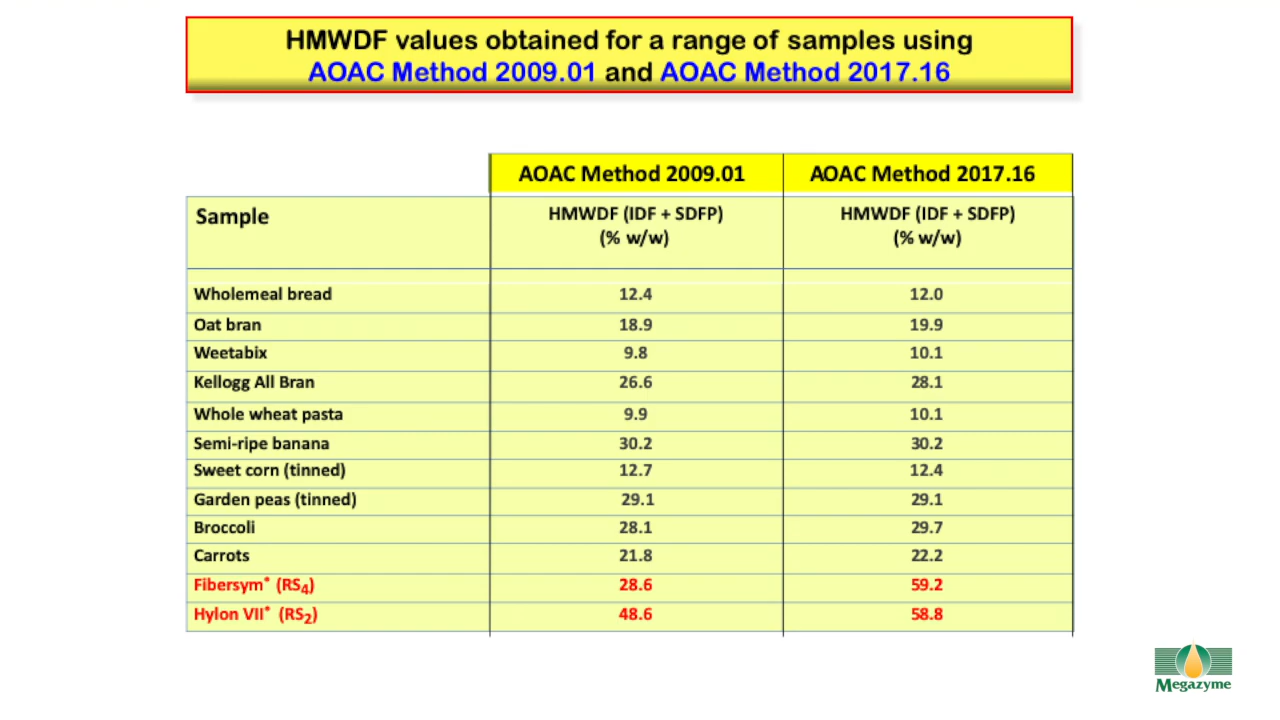 HMWDF values obtained for a range of samples using
AOAC Method 2009.01 and AOAC Method 2017.16
AOAC Method 2009.01 AOAC Method 2017.16
Sample HMWDF (IDF + SDFP) HMWDF (IDF + SDFP)
(% w/w) (% w/w)
Wholemeal bread 12.4 12.0
Oat bran 18.9 19.9
Weetabix 9.8 10.1
Kellogg All Bran 26.6 28.1
Whole wheat pasta 9.9 10.1
Semi-ripe banana 30.2 30.2
Sweet corn (tinned) 12.7 12.4
Garden peas (tinned) 29.1 29.1
Broccoli 28.1 29.7
Carrots 21.8 22.2
Fibersym* (RS4) 28.6 59.2
Hylon VII* (RS2) 48.6 58.8
Megazyme